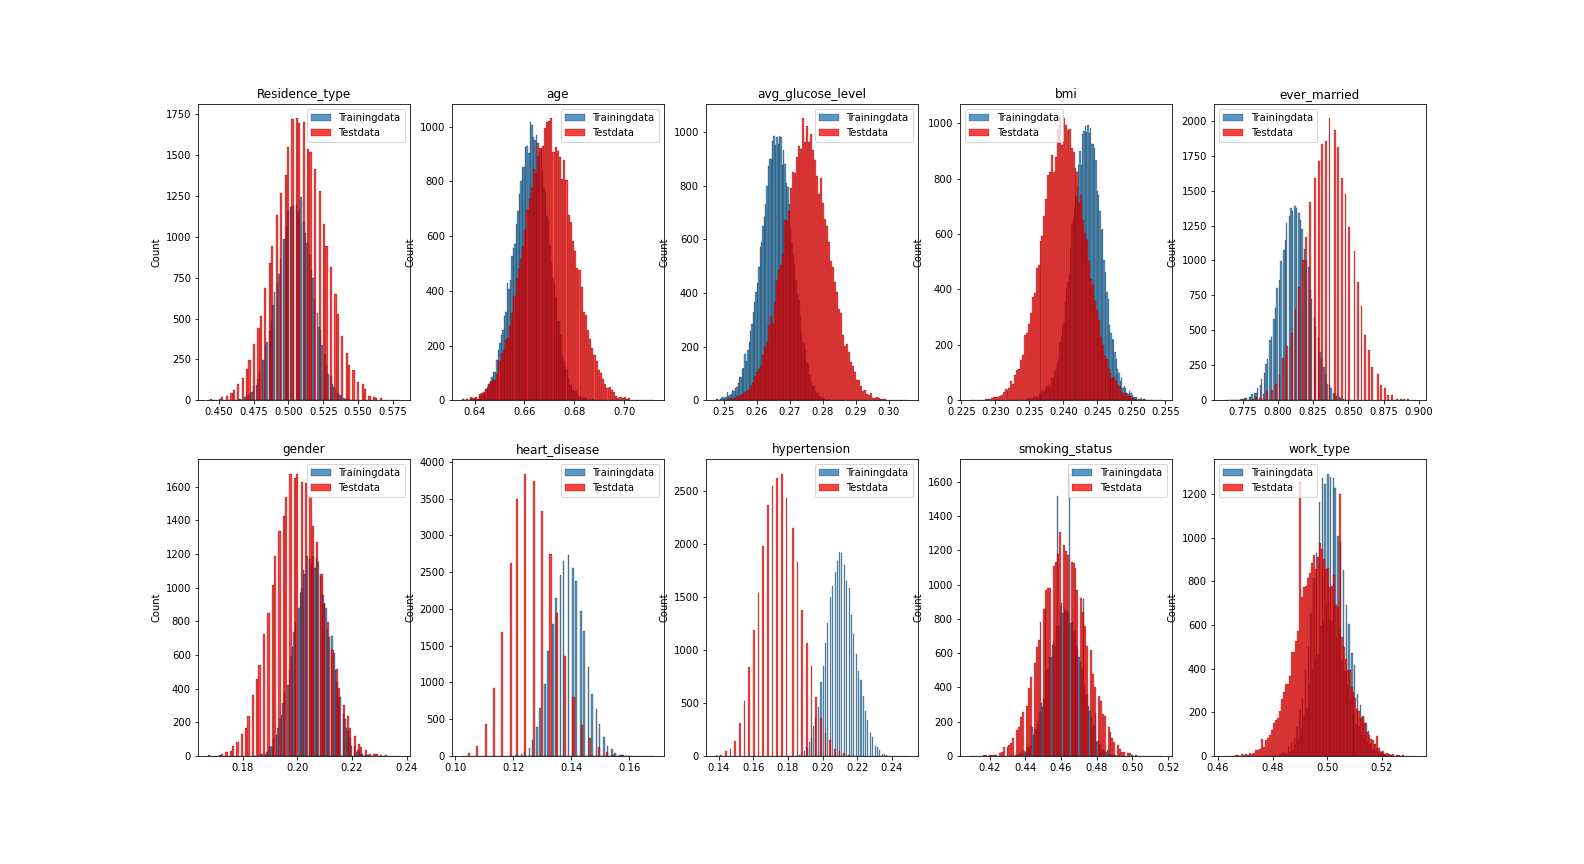 Residence_type
Count
1750
1500
1250
1000
750
500
250
0
0.450 0.475 0.500 0.525 0.550 0.575
Trainingdata
Testdata
age
Count
1000
800
600
400
200
0
0.64 0.66 0.68 0.70
Trainingdata
Testdata
avg_glucose_level
Count
1000
800
600
400
200
0
0.25 0.26 0.27 0.28 0.29 0.30
Trainingdata
Testdata
bmi
Count
1000
800
600
400
200
0
0.225 0.230 0.235 0.240 0.245 0.250 0.255
Trainingdata
Testdata
ever_married
2000
1750
1500
1250
1000
750
500
250
0
0.775 0.800 0.825 0.850 0.875 0.900
Trainingdata
Testdata
gender
Count
1600
1400
1200
1000
800
600
400
200
0
0.18 0.20 0.22 0.24
Trainingdata
Testdata
heart_disease
Count
4000
3500
3000
2500
2000
1500
1000
500
0
0.10 0.12 0.14 0.16
Trainingdata
Testdata
hypertension
Count
2500
2000
1500
1000
500
0
0.14 0.16 0.18 0.20 0.22 0.24
Trainingdata
Testdata
smoking_status
Count
1600
1400
1200
1000
800
600
400
200
0
0.42 0.44 0.46 0.48 0.50 0.52
Trainingdata
Testdata
work_type
1200
1000
800
600
400
200
0
0.46 0.48 0.50 0.52
Trainingdata
Testdata